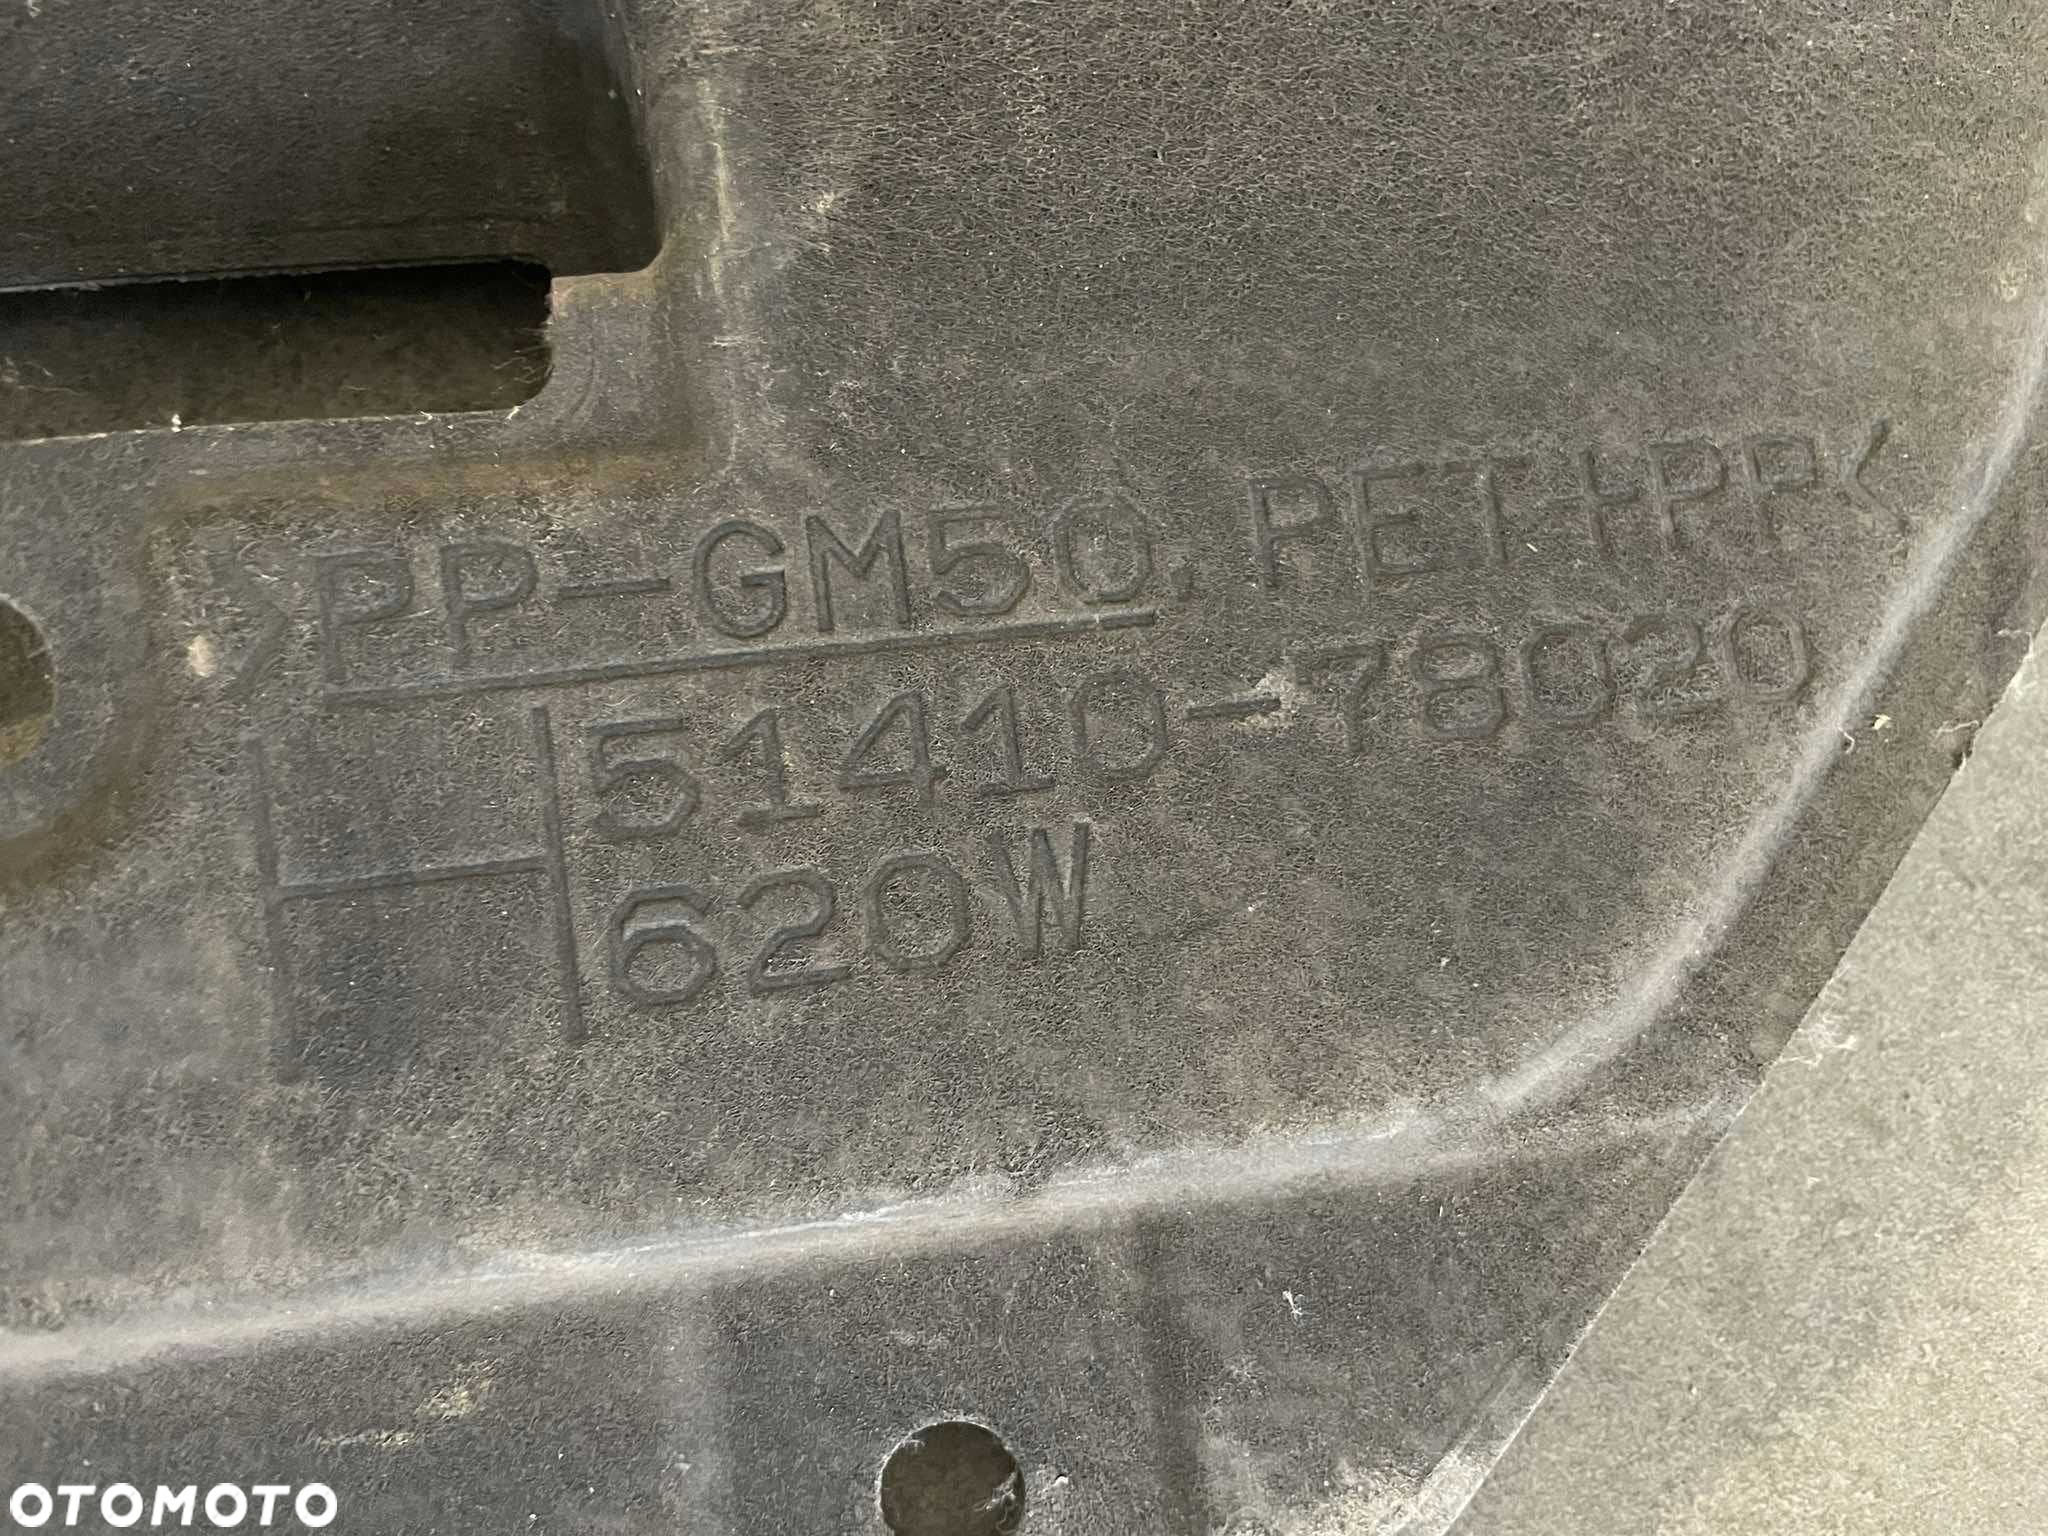 >PP-GM50, PET+PP<
H 51410-78020
620W
OTOMOTO